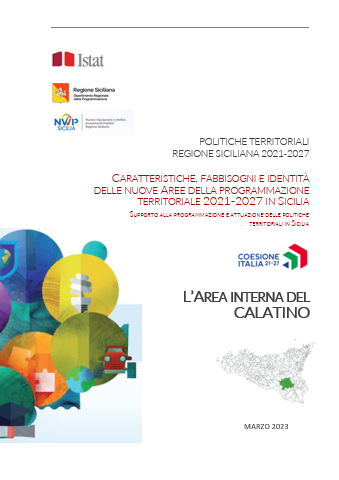 Istat
Regione Siciliana
Dipartimento Regionale
della Programmazione
NVVIP
SICILIA
Nucleo Valutazione e Verifica
Investimenti Pubblici
Regione Siciliana
POLITICHE TERRITORIALI
REGIONE SICILIANA 2021-2027
CARATTERISTICHE, FABBISOGNI E IDENTITÀ
DELLE NUOVE AREE DELLA PROGRAMMAZIONE
TERRITORIALE 2021-2027 IN SICILIA
SUPPORTO ALLA PROGRAMMAZIONE E ATTUAZIONE DELLE POLITICHE
TERRITORIALI IN SICILIA
COESIONE
ITALIA 21-27
L'AREA INTERNA DEL
CALATINO
MARZO 2023